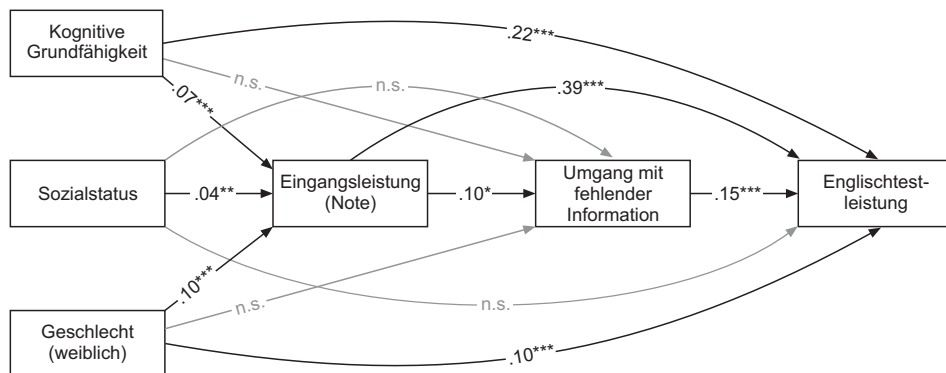 Kognitive
Grundfähigkeit
.22***
n.s.
n.s.
.07***
.39***
Sozialstatus
.04**
Eingangsleistung
(Note)
.10*
Umgang mit
fehlender
Information
.15***
Englischtest-
leistung
.10***
n.s.
n.s.
Geschlecht
(weiblich)
.10***